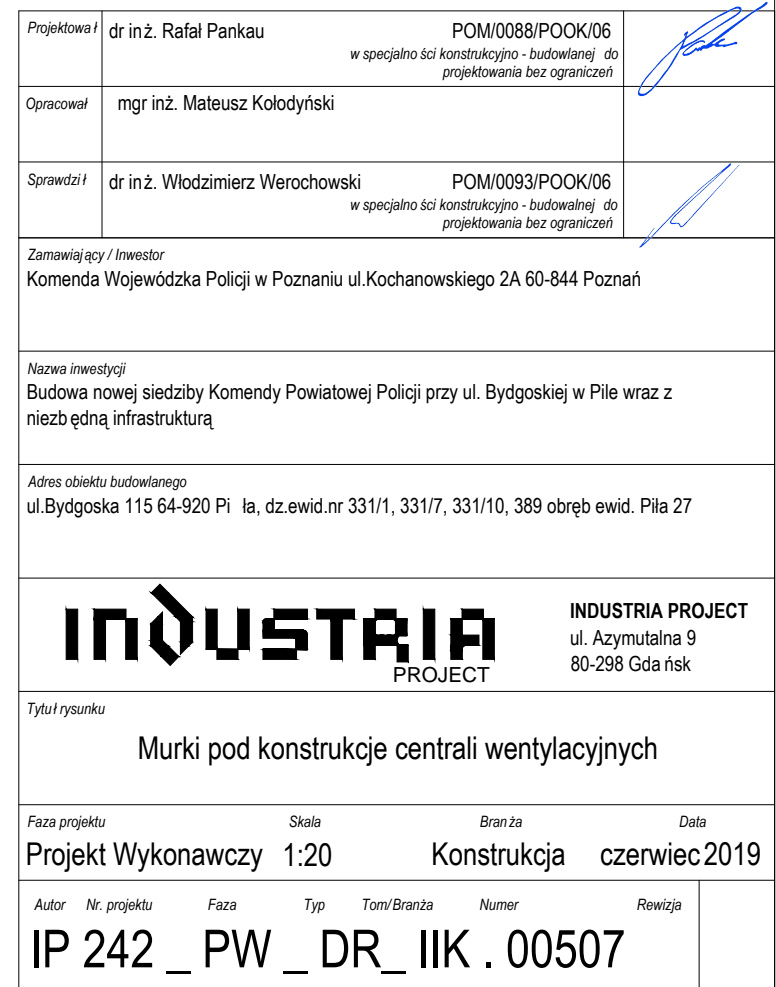 Projektował dr inż. Rafał Pankau POM/0088/POOK/06
w specjalności konstrukcyjno - budowlanej do
projektowania bez ograniczeń
Opracował mgr inż. Mateusz Kołodyński
Sprawdził dr inż. Włodzimierz Werochowski POM/0093/POOK/06
w specjalności konstrukcyjno - budowalnej do
projektowania bez ograniczeń
Zamawiający / Inwestor
Komenda Wojewódzka Policji w Poznaniu ul.Kochanowskiego 2A 60-844 Poznań
Nazwa inwestycji
Budowa nowej siedziby Komendy Powiatowej Policji przy ul. Bydgoskiej w Pile wraz z
niezbędną infrastrukturą
Adres obiektu budowlanego
ul.Bydgoska 115 64-920 Piła, dz.ewid.nr 331/1, 331/7, 331/10, 389 obręb ewid. Piła 27
INDUSTRIA
PROJECT
INDUSTRIA PROJECT
ul. Azymutalna 9
80-298 Gdańsk
Tytuł rysunku
Murki pod konstrukcje centrali wentylacyjnych
Faza projektu Skala Branża Data
Projekt Wykonawczy 1:20 Konstrukcja czerwiec 2019
Autor Nr. projektu Faza Typ Tom/Branża Numer Rewizja
IP 242 _ PW _ DR_ IIK . 00507